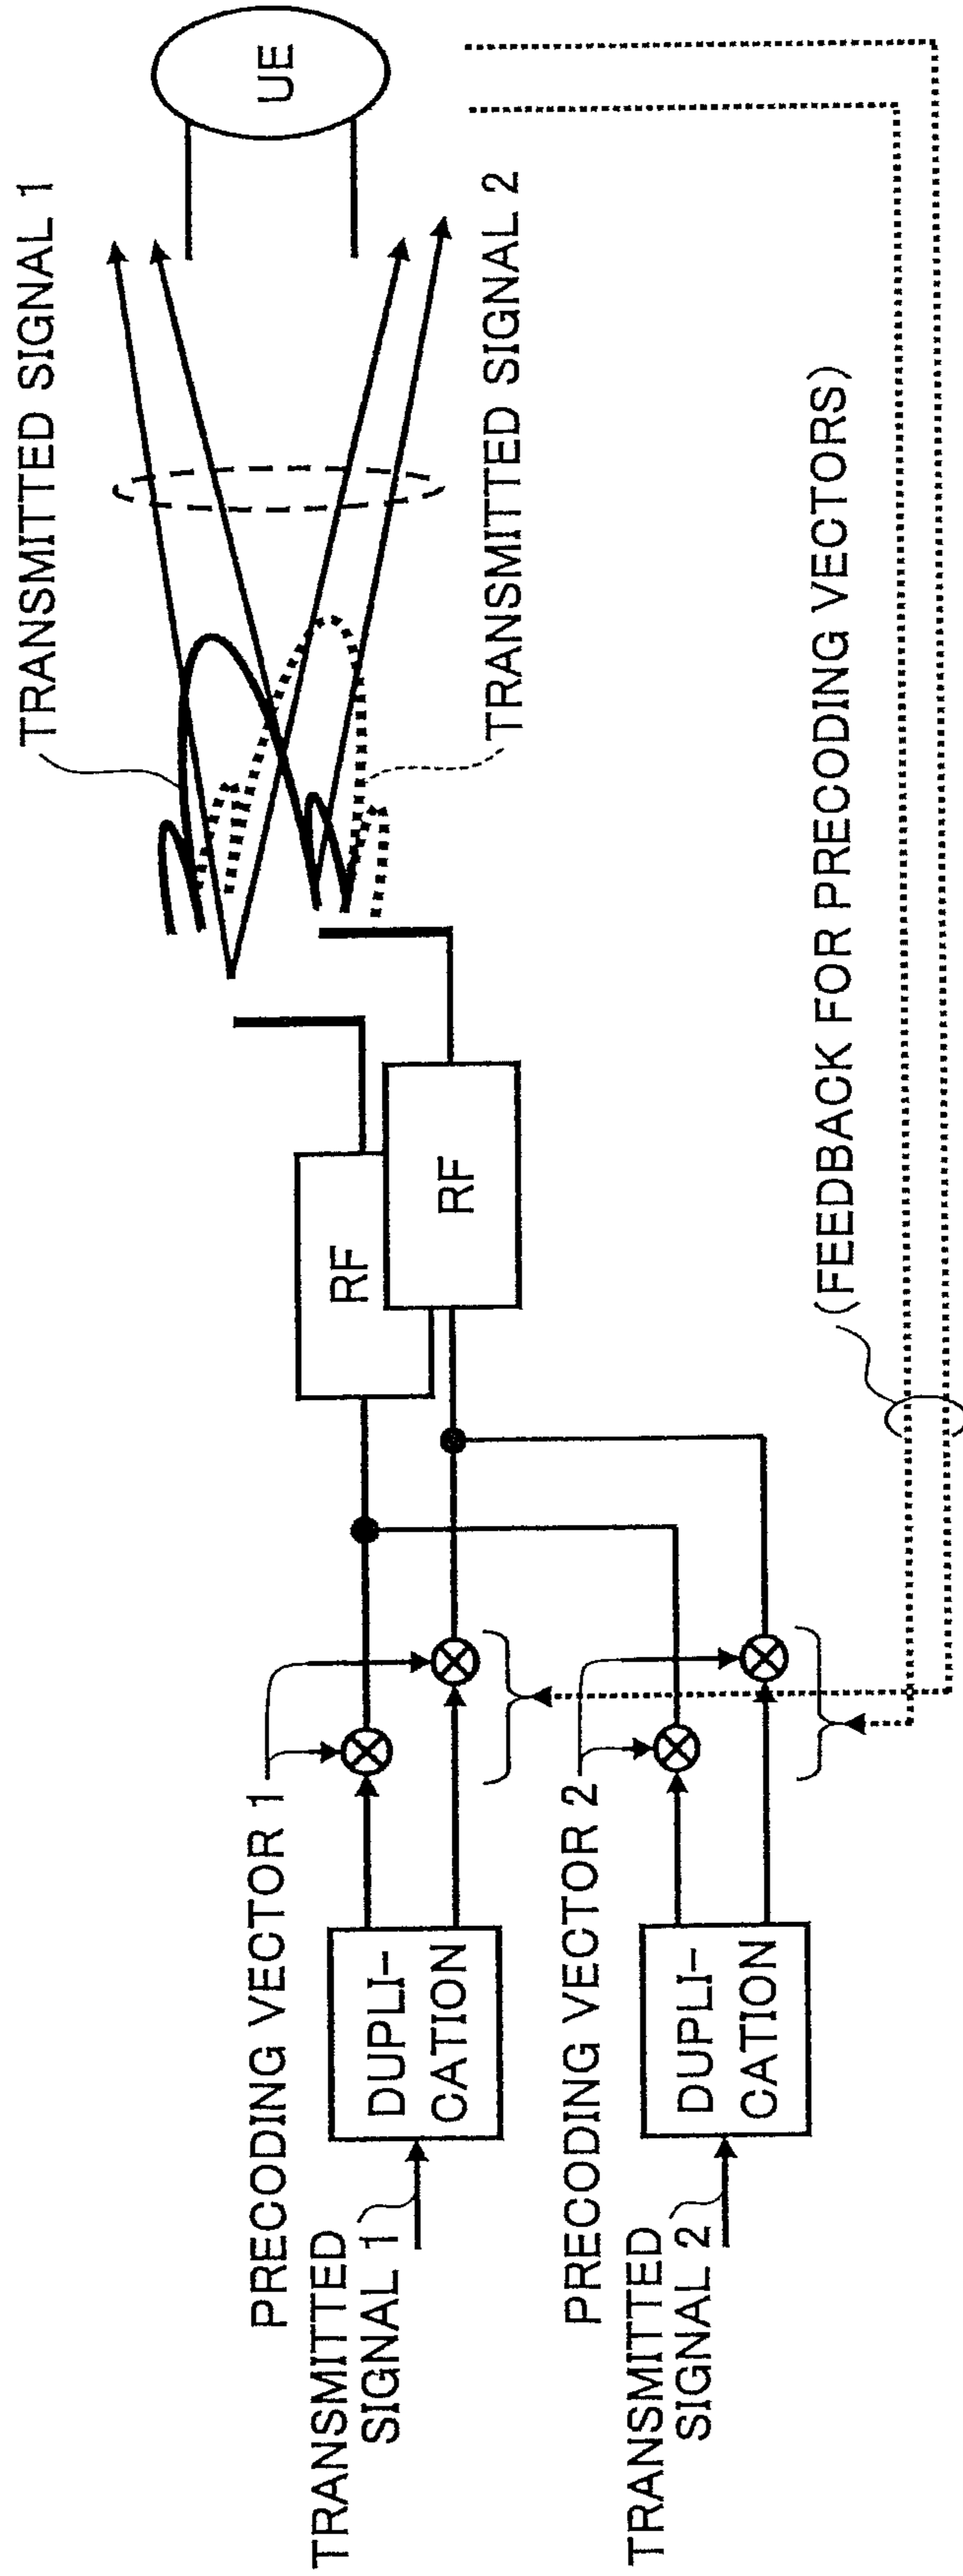 TRANSMITTED
SIGNAL 1
PRECODING VECTOR 1
DUPLI-
CATION
TRANSMITTED
SIGNAL 2
PRECODING VECTOR 2
DUPLI-
CATION
RF
RF
TRANSMITTED SIGNAL 1
TRANSMITTED SIGNAL 2
UE
(FEEDBACK FOR PRECODING VECTORS)